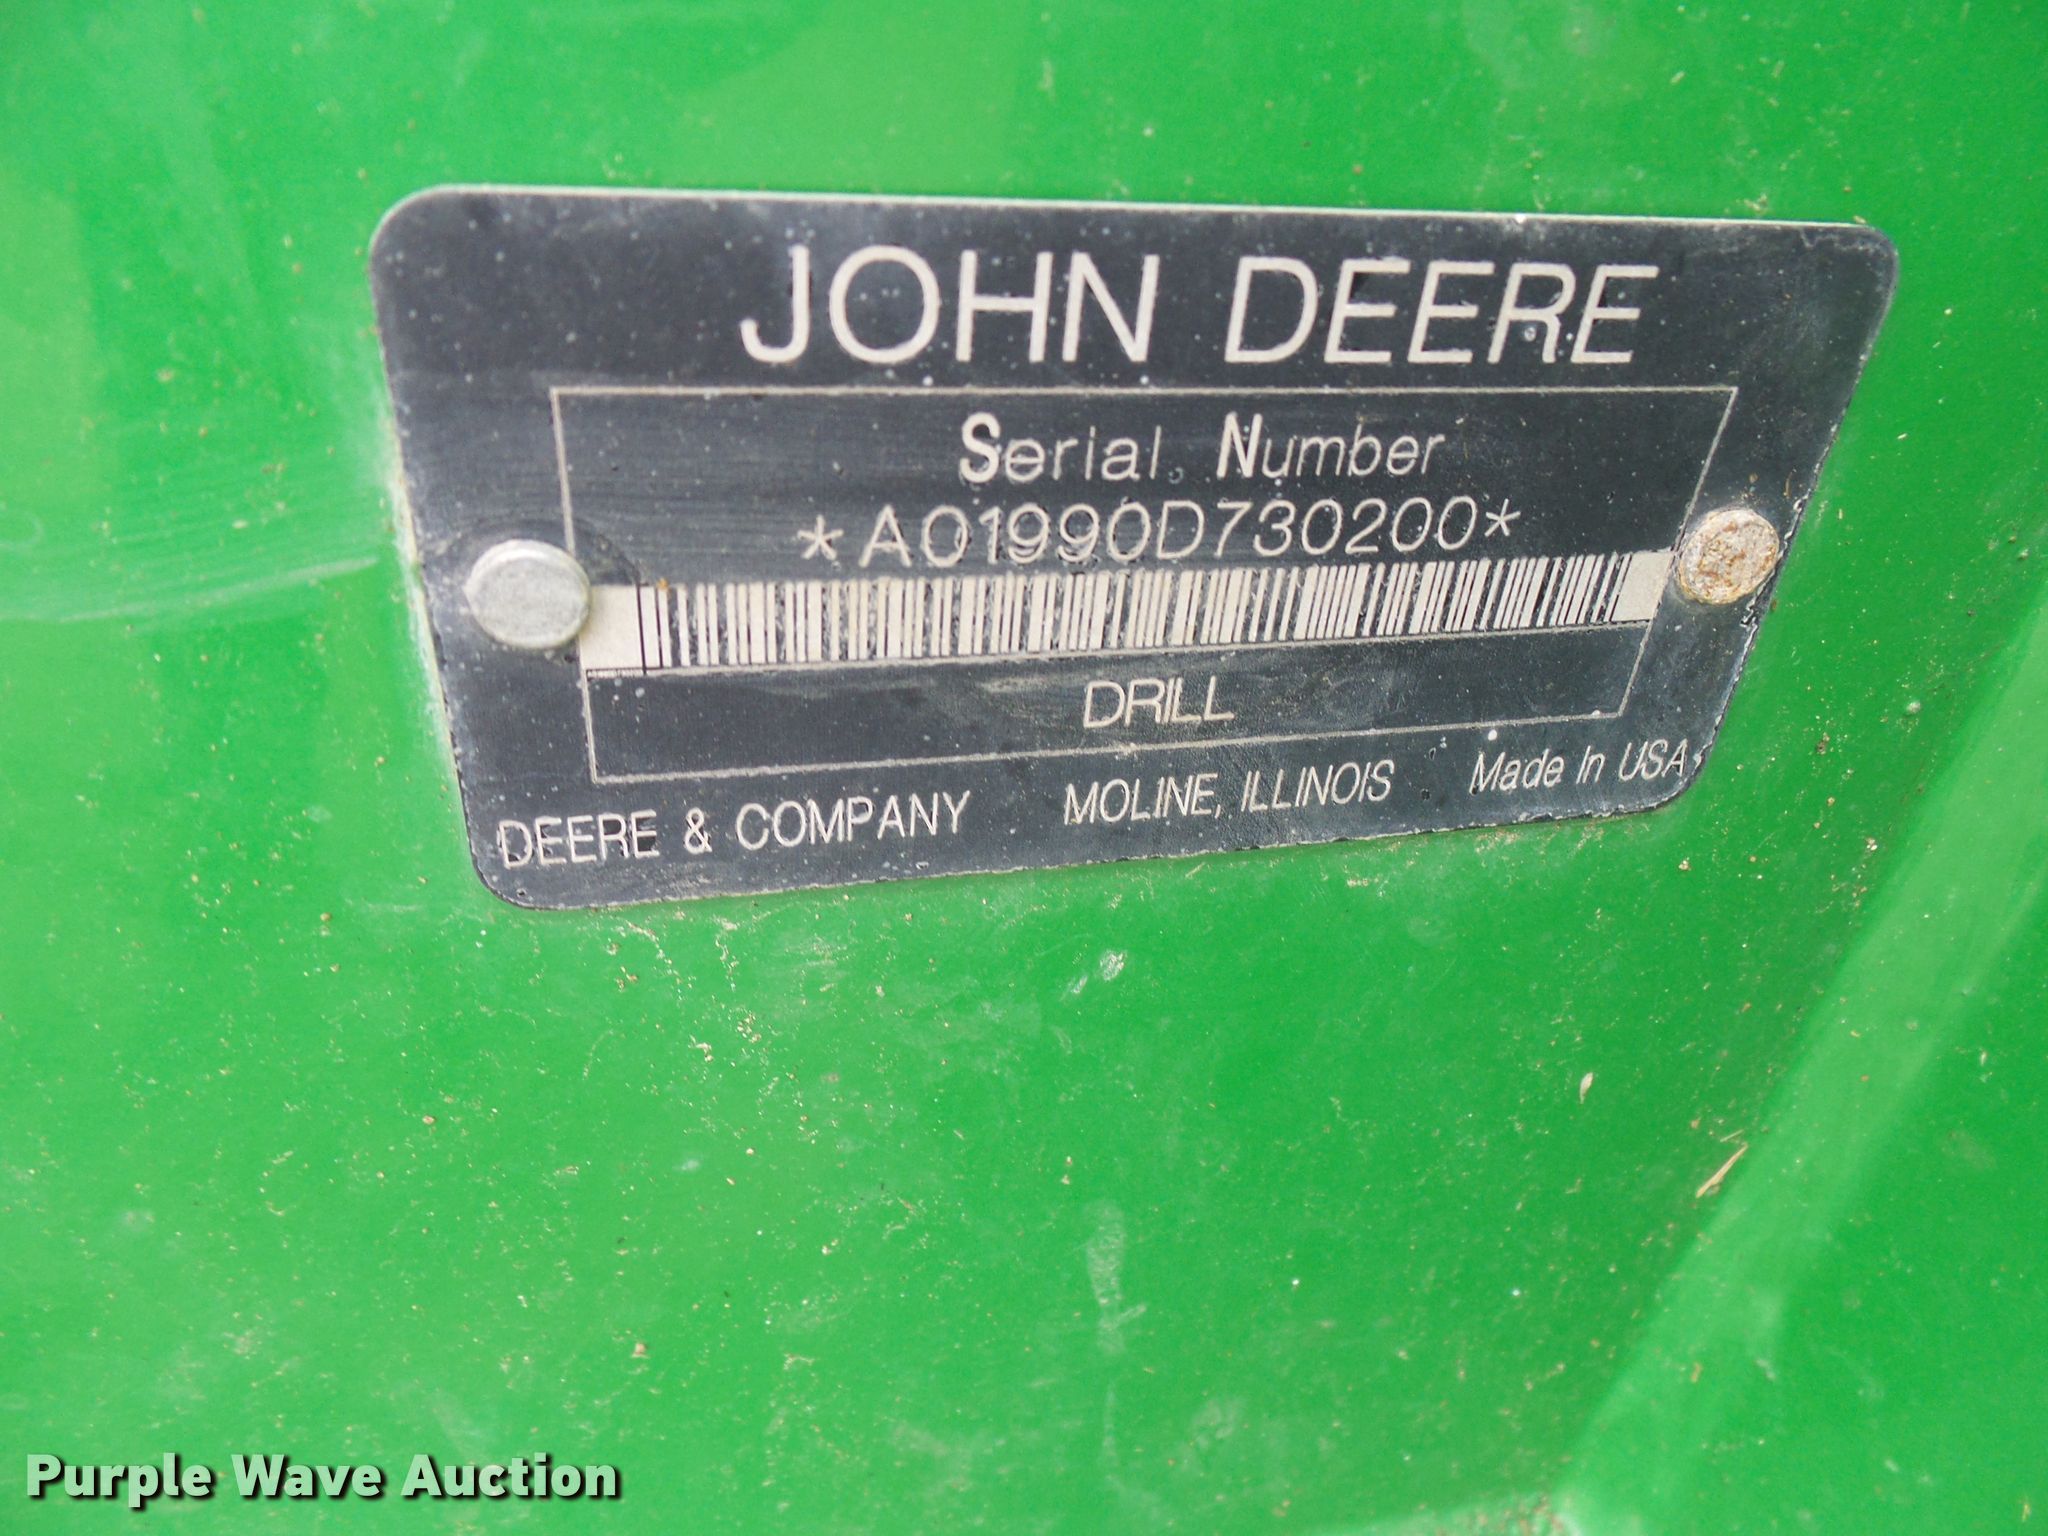 JOHN DEERE
Serial Number
*A01990D730200*
DRILL
DEERE & COMPANY MOLINE, ILLINOIS Made In USA
Purple Wave Auction